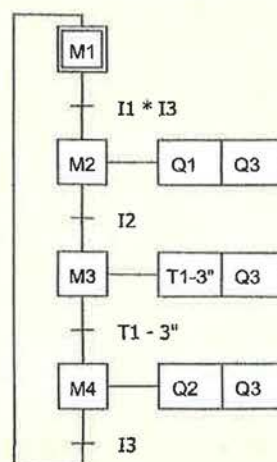 M1
I1 * I3
M2 Q1 Q3
I2
M3 T1-3" Q3
T1 - 3"
M4 Q2 Q3
I3